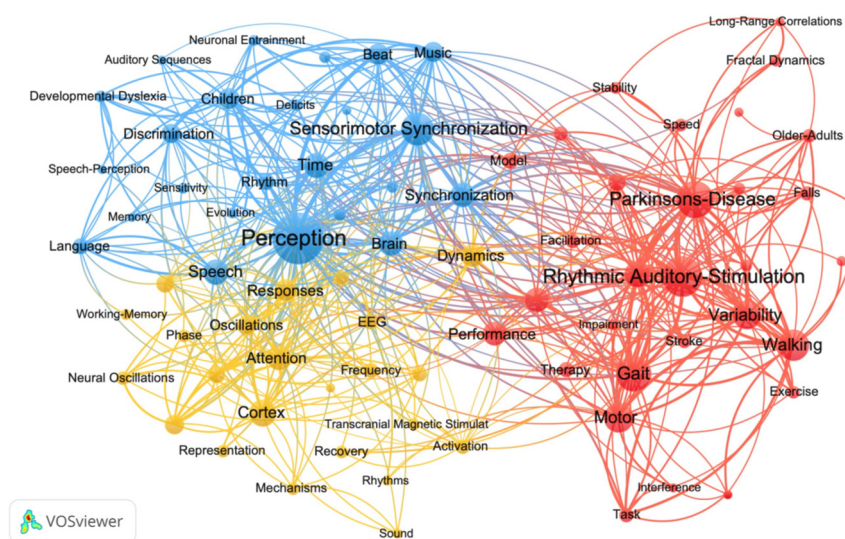 Long-Range Correlations
Neuronal Entrainment
Beat
Music
Auditory Sequences
Fractal Dynamics
Stability
Developmental Dyslexia
Children
Deficits
Discrimination
Sensorimotor Synchronization
Speed
Older-Adults
Time
Model
Speech-Perception
Sensitivity
Rhythm
Synchronization
Parkinsons-Disease
Falls
Memory
Evolution
Perception
Language
Brain
Facilitation
Dynamics
Speech
Responses
Rhythmic Auditory-Stimulation
Working-Memory
Oscillations
EEG
Impairment
Variability
Phase
Performance
Stroke
Walking
Attention
Neural Oscillations
Frequency
Therapy
Gait
Exercise
Cortex
Transcranial Magnetic Stimulat
Motor
Representation
Recovery
Activation
Mechanisms
Rhythms
Interference
Task
Sound
VOSviewer